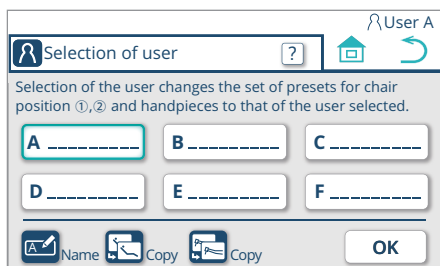 User A
Selection of user ?
Selection of the user changes the set of presets for chair
position ①,② and handpieces to that of the user selected.
A _________ B _________ C _________
D _________ E _________ F _________
A Name Copy Copy OK